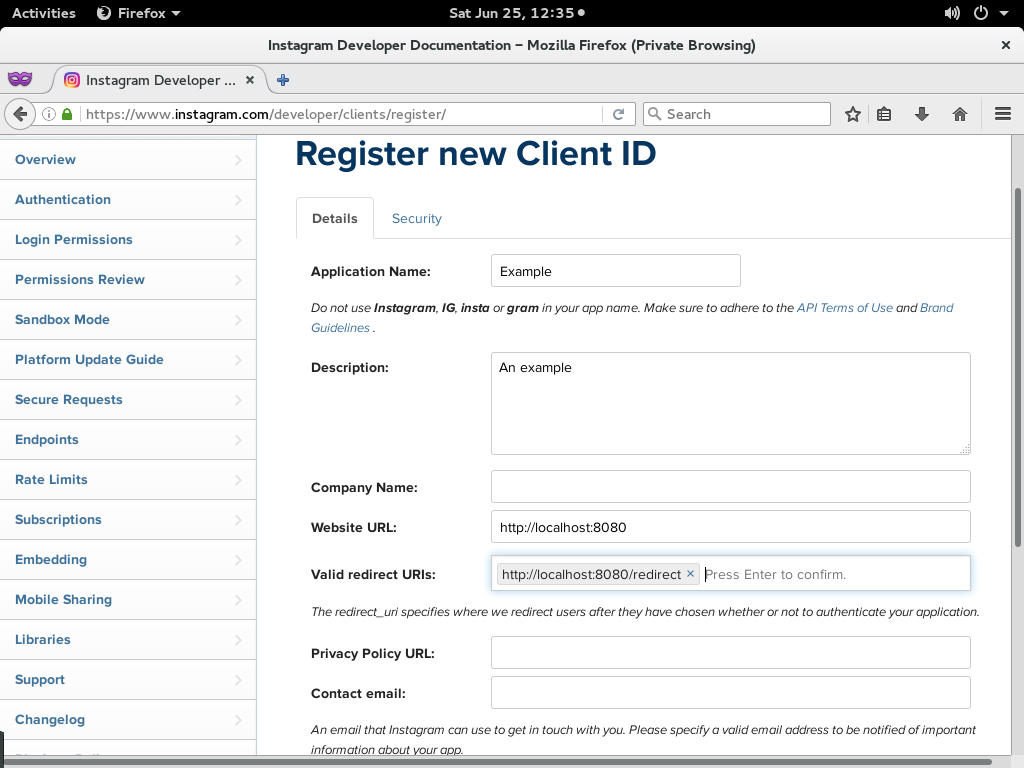 Activities Firefox Sat Jun 25, 12:35
Instagram Developer Documentation – Mozilla Firefox (Private Browsing)
Instagram Developer ...
https://www.instagram.com/developer/clients/register/ Search
Overview
Authentication
Login Permissions
Permissions Review
Sandbox Mode
Platform Update Guide
Secure Requests
Endpoints
Rate Limits
Subscriptions
Embedding
Mobile Sharing
Libraries
Support
Changelog
Register new Client ID
Details Security
Application Name: Example
Do not use Instagram, IG, insta or gram in your app name. Make sure to adhere to the API Terms of Use and Brand
Guidelines .
Description: An example
Company Name:
Website URL: http://localhost:8080
Valid redirect URIs: http://localhost:8080/redirect × Press Enter to confirm.
The redirect_uri specifies where we redirect users after they have chosen whether or not to authenticate your application.
Privacy Policy URL:
Contact email:
An email that Instagram can use to get in touch with you. Please specify a valid email address to be notified of important
information about your app.